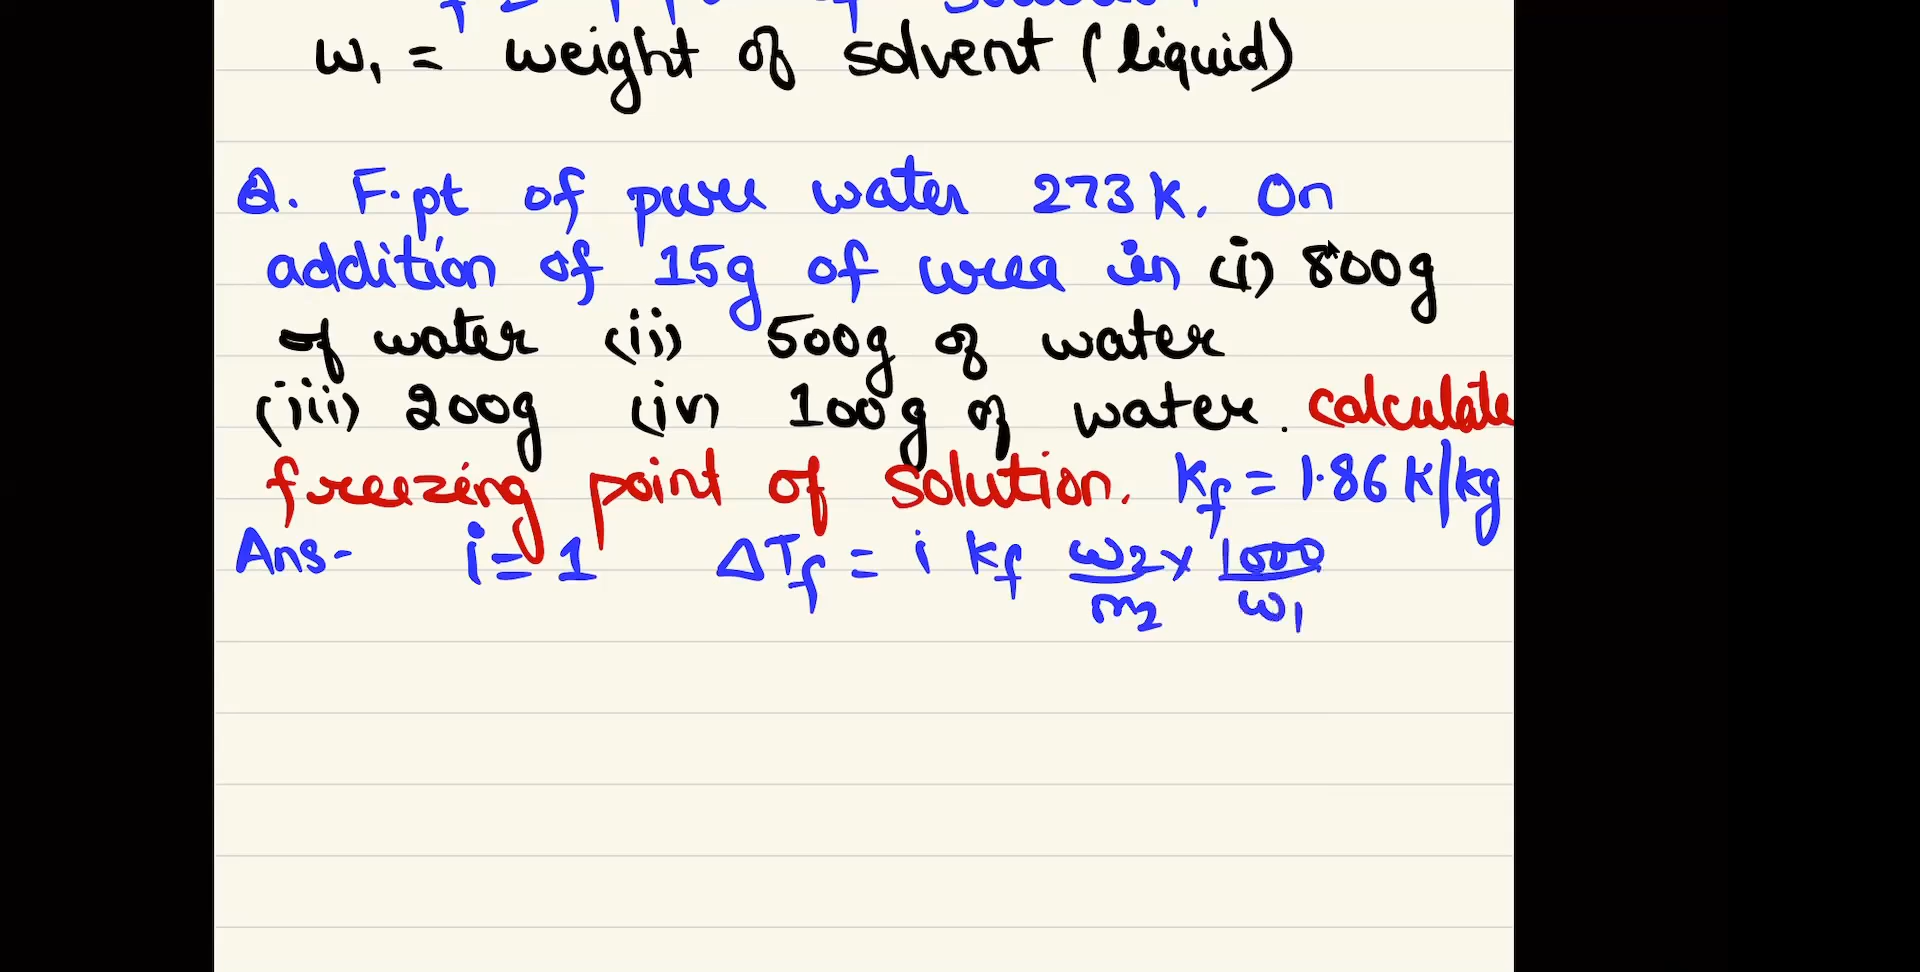 w₁ = weight of solvent (liquid)
Q. F.pt of pure water 273 K. On
addition of 15g of urea in (i) 800g
of water (ii) 500g of water
(iii) 200g (iv) 100g of water. calculate
freezing point of solution. Kf = 1.86 K/kg
Ans- i = 1 ΔTf = i Kf w₂/m₂ x 1000/w₁